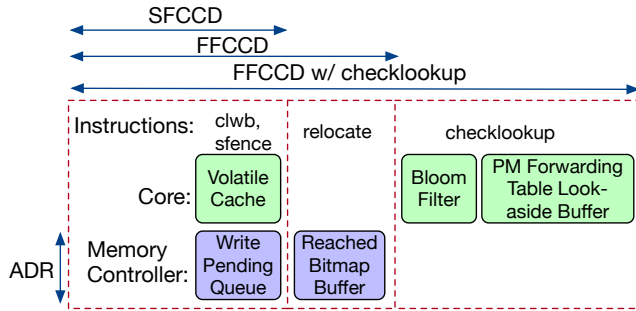 SFCCD
FFCCD
FFCCD w/ checklookup
Instructions:
clwb,
sfence
relocate
checklookup
Core:
Volatile
Cache
Bloom
Filter
PM Forwarding
Table Look-
aside Buffer
ADR
Memory
Controller:
Write
Pending
Queue
Reached
Bitmap
Buffer